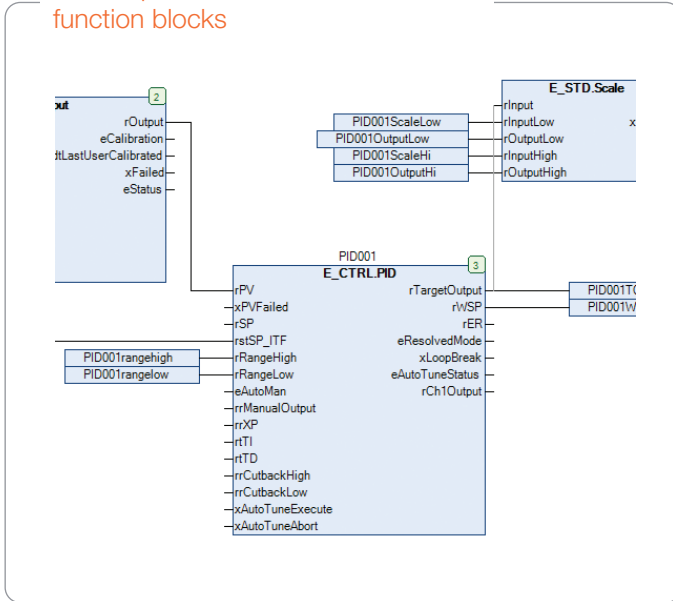 function blocks
2
rOutput
eCalibration
xFailed
eStatus
E_STD.Scale
rInput
rInputLow
rOutputLow
rInputHigh
rOutputHigh
x
PID001ScaleLow
PID001OutputLow
PID001ScaleHi
PID001OutputHi
PID001
E_CTRL.PID
3
rPV
xPVFailed
rSP
rstSP_ITF
rRangeHigh
rRangeLow
eAutoMan
rrManualOutput
rrXP
rtTI
rtTD
rrCutbackHigh
rrCutbackLow
xAutoTuneExecute
xAutoTuneAbort
rTargetOutput
rWSP
rER
eResolvedMode
xLoopBreak
eAutoTuneStatus
rCh1Output
PID001rangehigh
PID001rangelow